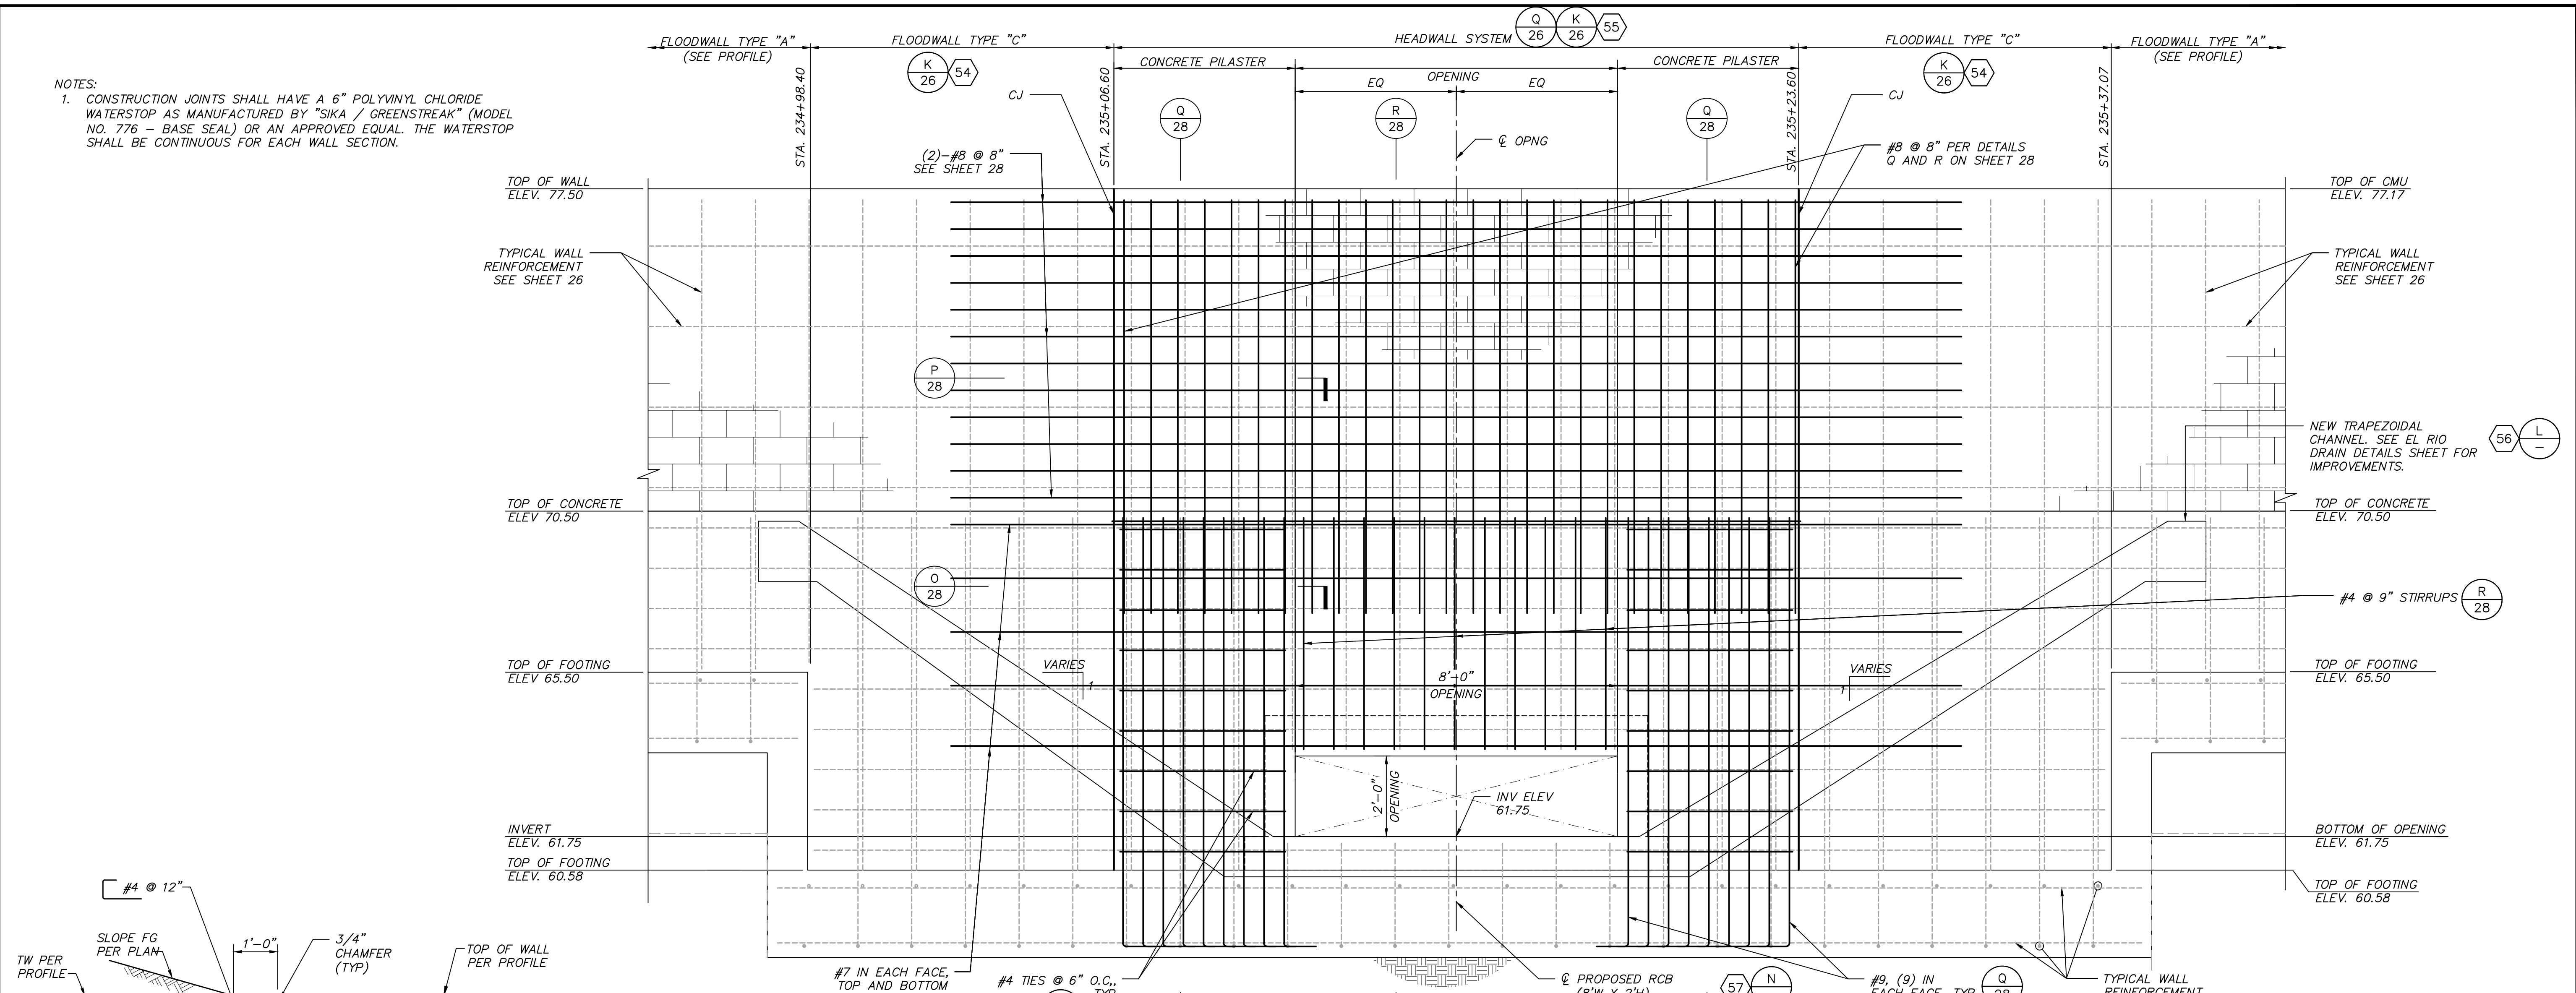 FLOODWALL TYPE "A"
(SEE PROFILE)
FLOODWALL TYPE "C"
K
26
54
HEADWALL SYSTEM
Q
26
K
26
55
FLOODWALL TYPE "C"
K
26
54
FLOODWALL TYPE "A"
(SEE PROFILE)
CONCRETE PILASTER
OPENING
EQ
EQ
CONCRETE PILASTER
STA. 234+98.40
STA. 235+06.60
STA. 235+23.60
STA. 235+37.07
NOTES:
1. CONSTRUCTION JOINTS SHALL HAVE A 6" POLYVINYL CHLORIDE
WATERSTOP AS MANUFACTURED BY "SIKA / GREENSTREAK" (MODEL
NO. 776 – BASE SEAL) OR AN APPROVED EQUAL. THE WATERSTOP
SHALL BE CONTINUOUS FOR EACH WALL SECTION.
CJ
Q
28
R
28
Q
28
CJ
℄ OPNG
(2)-#8 @ 8"
SEE SHEET 28
#8 @ 8" PER DETAILS
Q AND R ON SHEET 28
TOP OF WALL
ELEV. 77.50
TOP OF CMU
ELEV. 77.17
TYPICAL WALL
REINFORCEMENT
SEE SHEET 26
TYPICAL WALL
REINFORCEMENT
SEE SHEET 26
P
28
NEW TRAPEZOIDAL
CHANNEL. SEE EL RIO
DRAIN DETAILS SHEET FOR
IMPROVEMENTS.
56
L
–
TOP OF CONCRETE
ELEV 70.50
TOP OF CONCRETE
ELEV. 70.50
O
28
#4 @ 9" STIRRUPS
R
28
TOP OF FOOTING
ELEV 65.50
VARIES
1
8'-0"
OPENING
VARIES
1
TOP OF FOOTING
ELEV. 65.50
2'-0"
OPENING
INV ELEV
61.75
INVERT
ELEV. 61.75
BOTTOM OF OPENING
ELEV. 61.75
TOP OF FOOTING
ELEV. 60.58
TOP OF FOOTING
ELEV. 60.58
#4 @ 12"
SLOPE FG
PER PLAN
1'-0"
3/4"
CHAMFER
(TYP)
TW PER
PROFILE
TOP OF WALL
PER PROFILE
#7 IN EACH FACE,
TOP AND BOTTOM
#4 TIES @ 6" O.C.,
TYP
℄ PROPOSED RCB
(8'W X 2'H)
57
N
#9, (9) IN
EACH FACE, TYP
Q
28
TYPICAL WALL
REINFORCEMENT